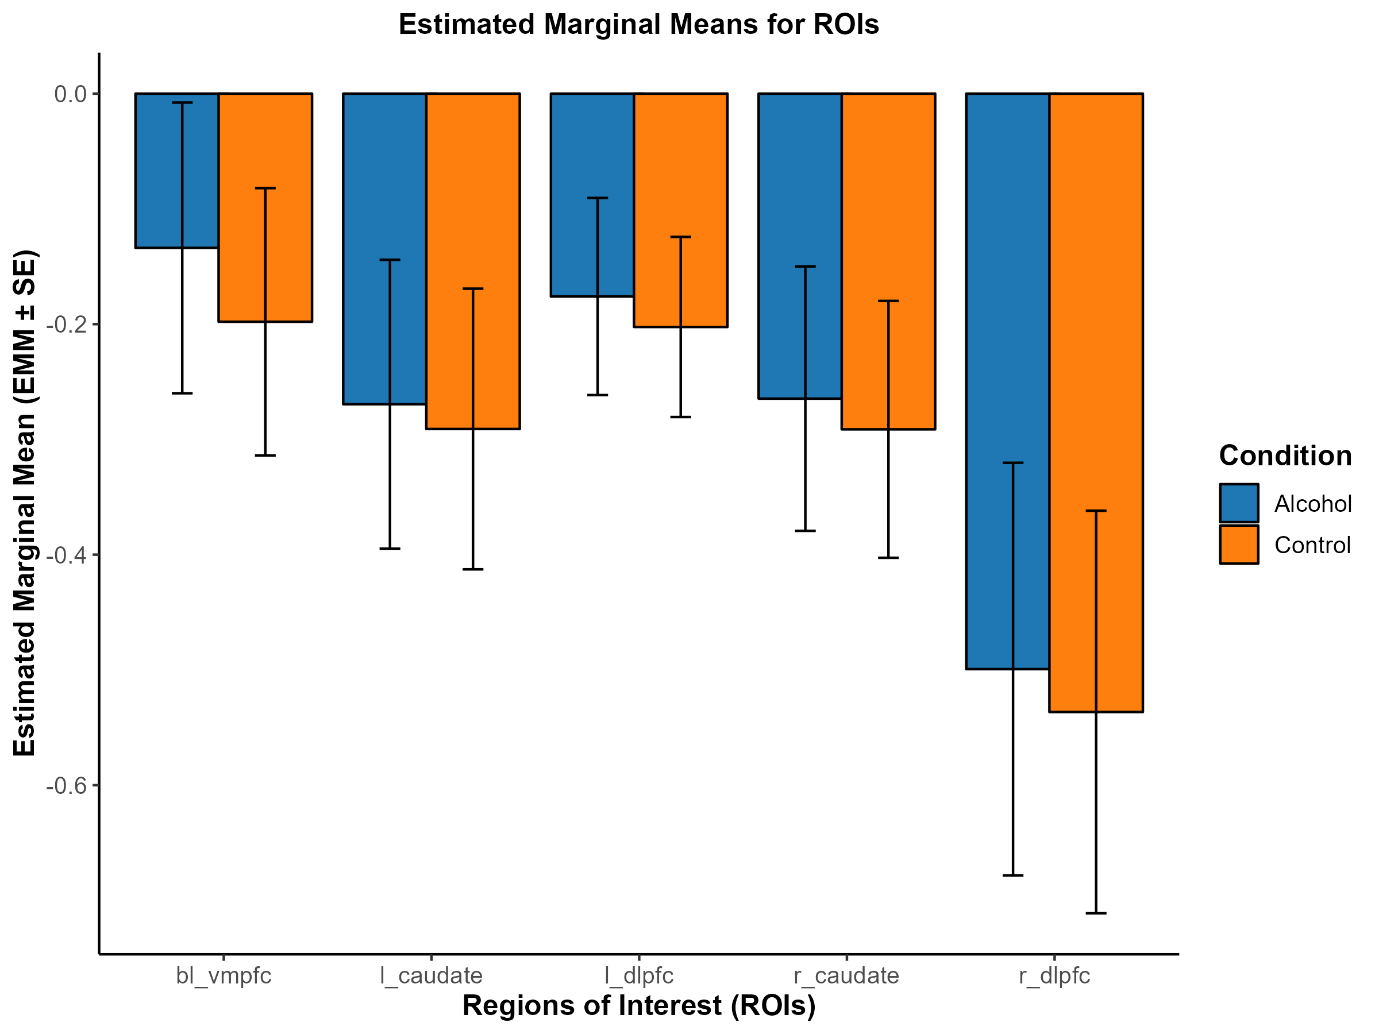 Estimated Marginal Means for ROIs
Estimated Marginal Mean (EMM ± SE)
0.0
-0.2
-0.4
-0.6
bl_vmpfc
l_caudate
l_dlpfc
r_caudate
r_dlpfc
Regions of Interest (ROIs)
Condition
Alcohol
Control